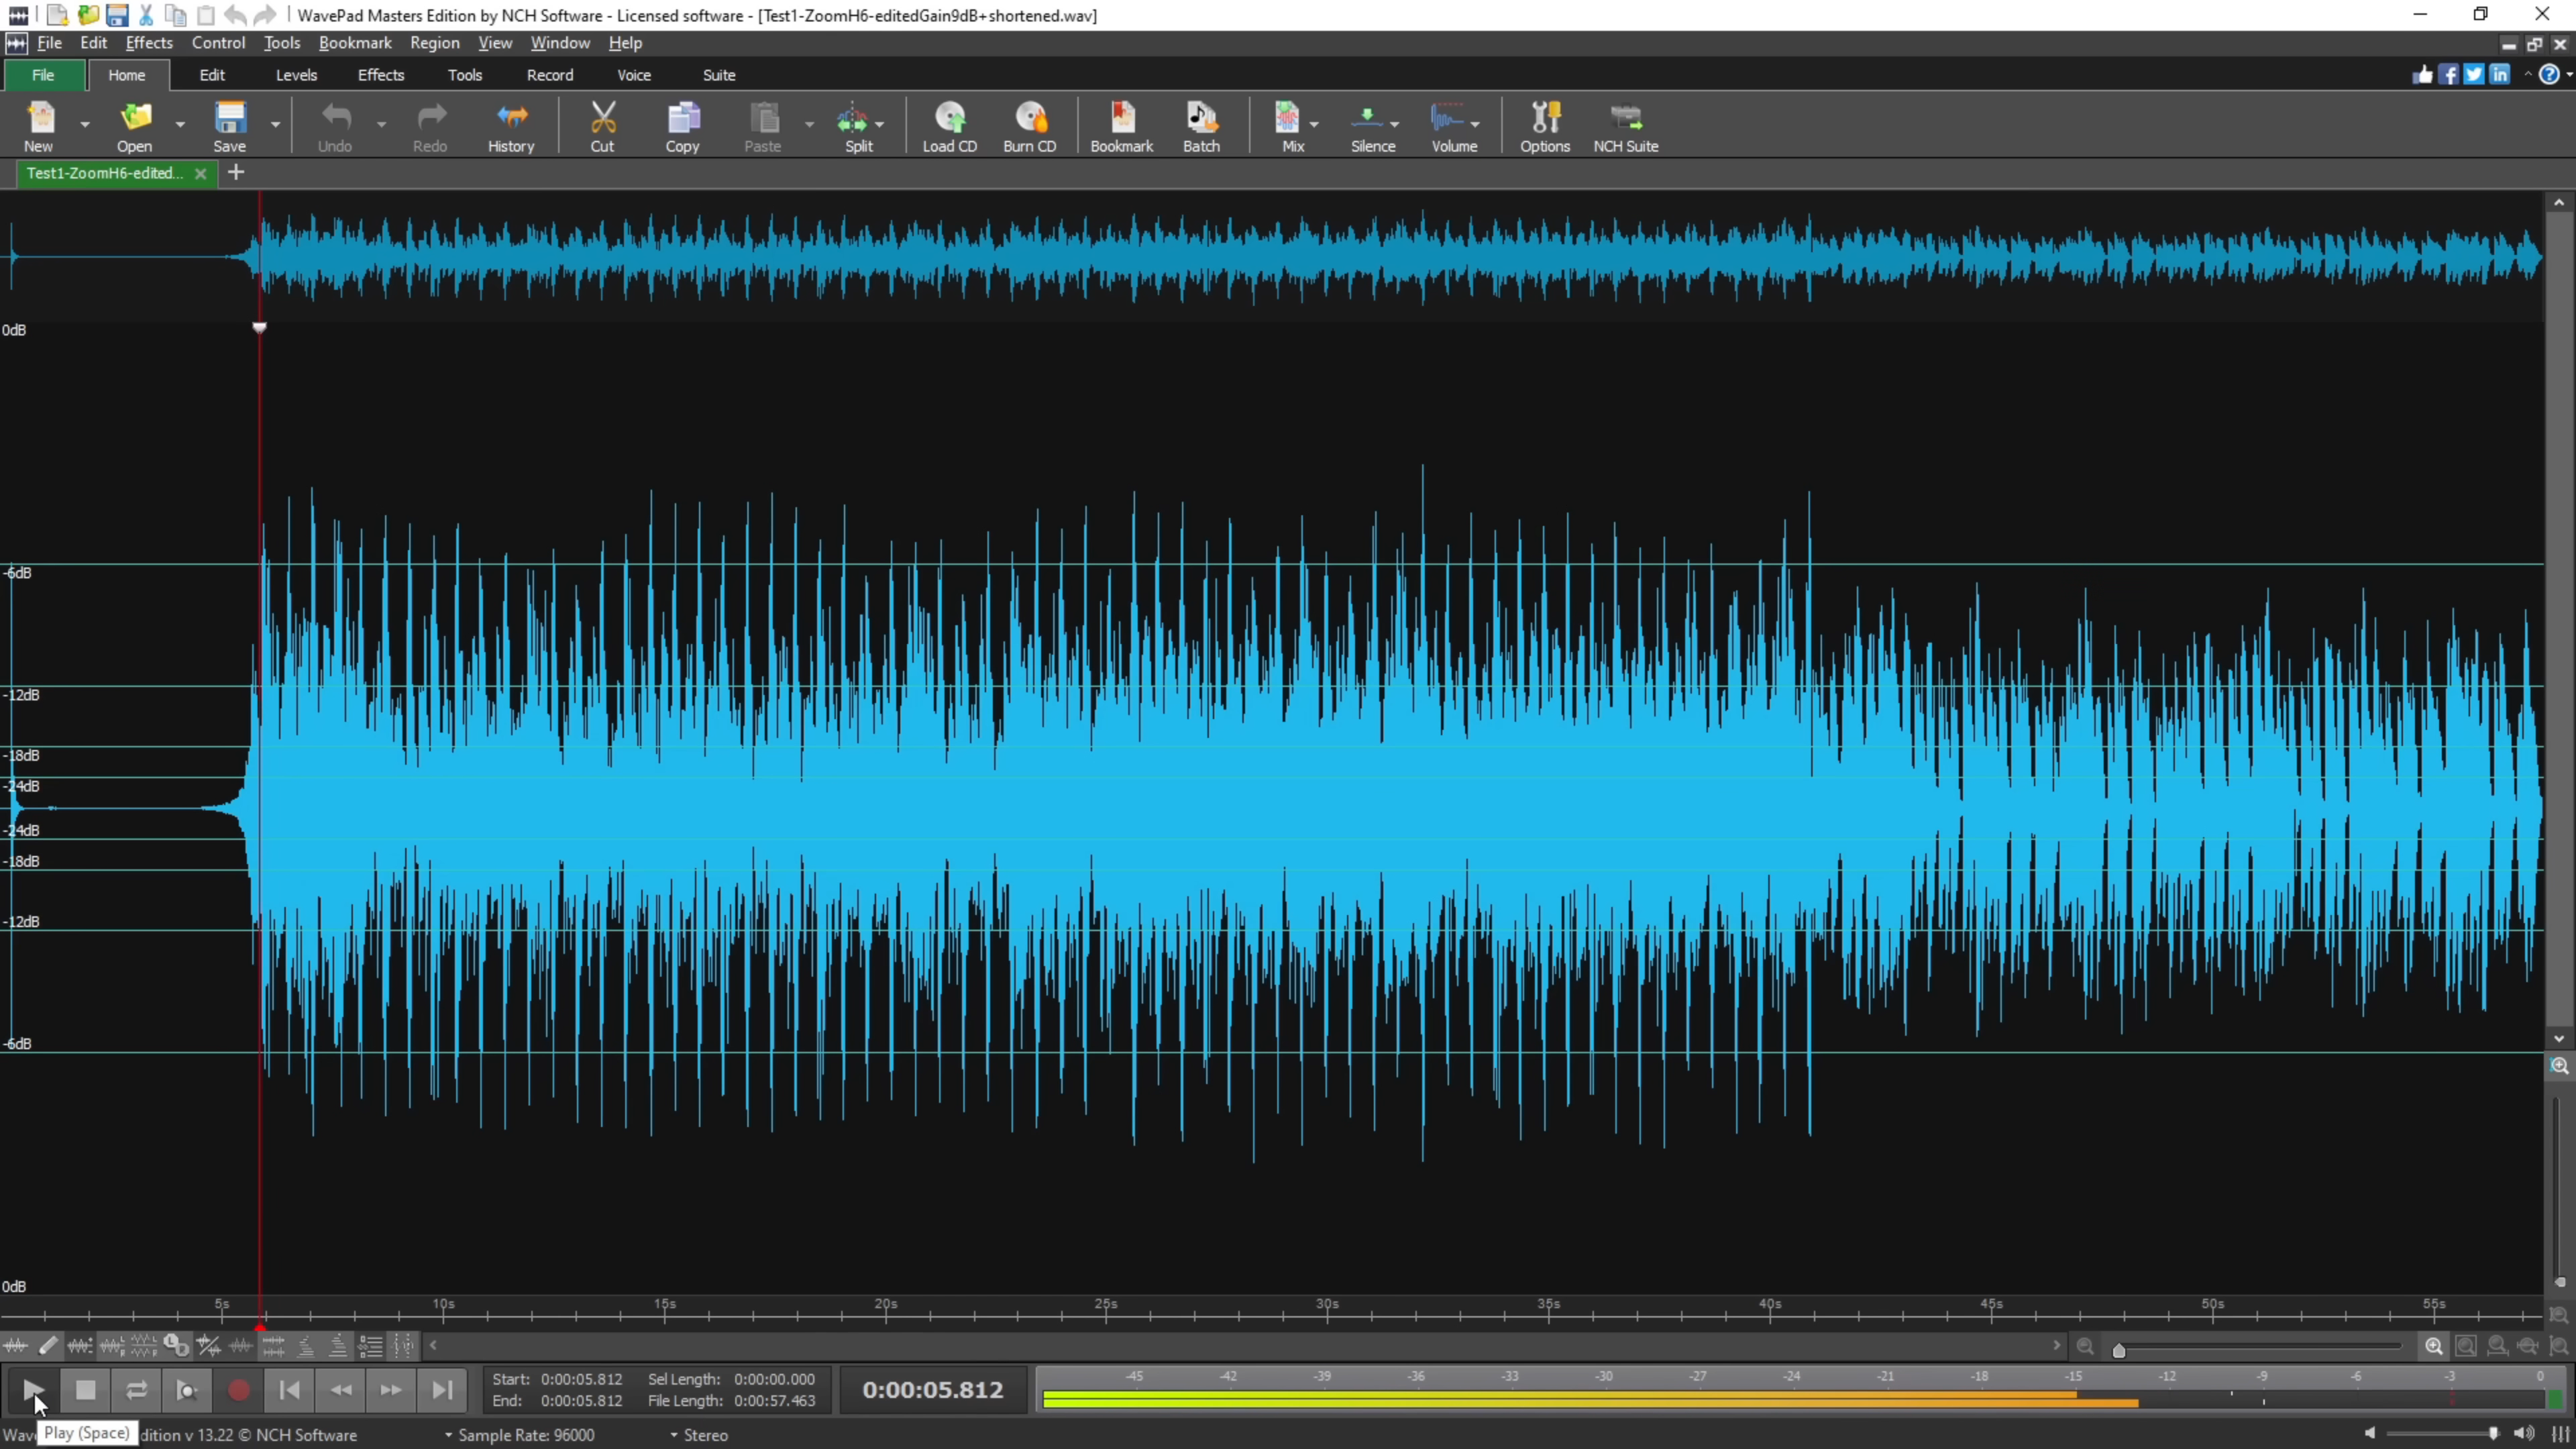 WavePad Masters Edition by NCH Software - Licensed software - [Test1-ZoomH6-editedGain9dB+shortened.wav]
File Edit Effects Control Tools Bookmark Region View Window Help
File Home Edit Levels Effects Tools Record Voice Suite
New Open Save Undo Redo History Cut Copy Paste Split Load CD Burn CD Bookmark Batch Mix Silence Volume Options NCH Suite
Test1-ZoomH6-edited...
0dB
-6dB
-12dB
-18dB
-24dB
-24dB
-18dB
-12dB
-6dB
0dB
5s 10s 15s 20s 25s 30s 35s 40s 45s 50s 55s
Start: 0:00:05.812 Sel Length: 0:00:00.000
End: 0:00:05.812 File Length: 0:00:57.463
0:00:05.812
-45 -42 -39 -36 -33 -30 -27 -24 -21 -18 -15 -12 -9 -6 -3 0
Play (Space)
Wav dition v 13.22 © NCH Software Sample Rate: 96000 Stereo